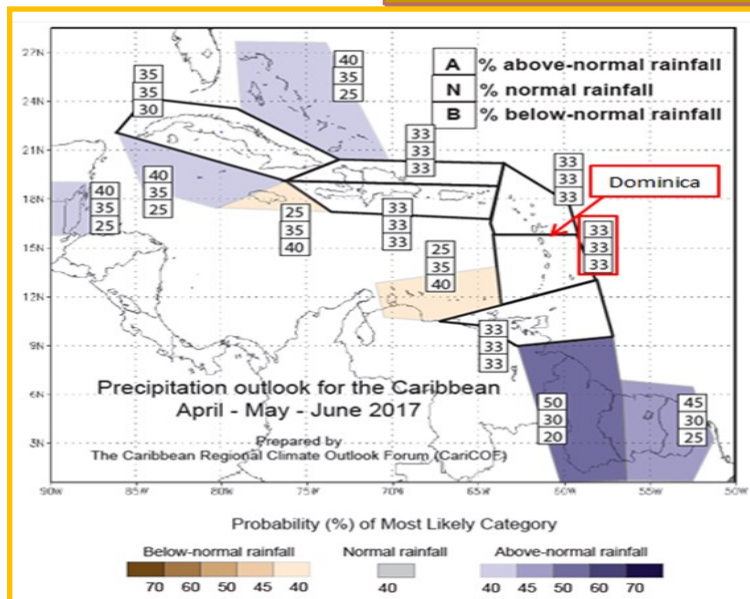 27N
24N
21N
18N
15N
12N
9N
6N
3N
A % above-normal rainfall
N % normal rainfall
B % below-normal rainfall
40
35
25
35
35
30
33
33
33
33
33
33
Dominica
40
35
25
40
35
25
25
35
40
33
33
33
33
33
33
25
35
40
33
33
33
50
30
20
45
30
25
Precipitation outlook for the Caribbean
April - May - June 2017
Prepared by
The Caribbean Regional Climate Outlook Forum (CariCOF)
90W 85W 80W 75W 70W 65W 60W 55W 50W
Probability (%) of Most Likely Category
Below-normal rainfall Normal rainfall Above-normal rainfall
70 60 50 45 40 40 40 45 50 60 70